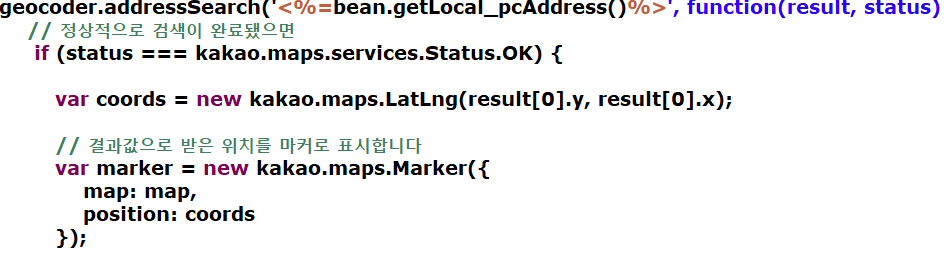 geocoder.addressSearch('<%=bean.getLocal_pcAddress()%>', function(result, status)
// 정상적으로 검색이 완료됐으면
if (status === kakao.maps.services.Status.OK) {
var coords = new kakao.maps.LatLng(result[0].y, result[0].x);
// 결과값으로 받은 위치를 마커로 표시합니다
var marker = new kakao.maps.Marker({
map: map,
position: coords
});